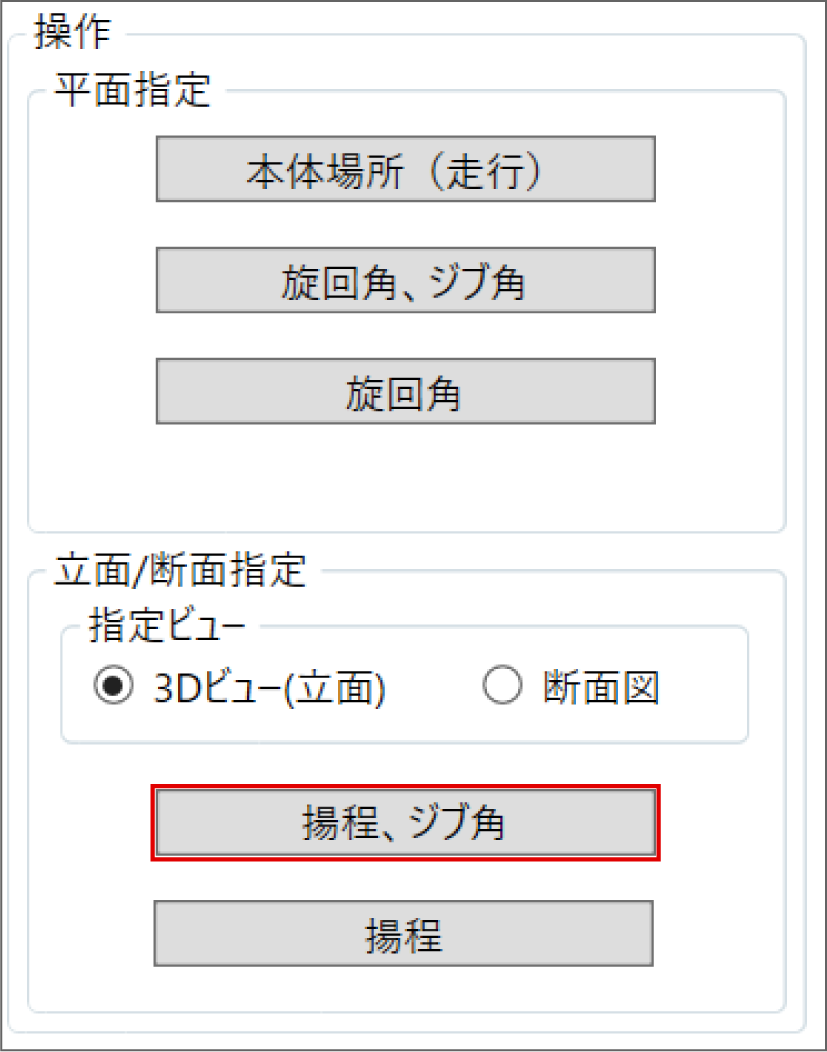 操作
平面指定
本体場所（走行）
旋回角、ジブ角
旋回角
立面/断面指定
指定ビュー
3Dビュー(立面) 断面図
揚程、ジブ角
揚程